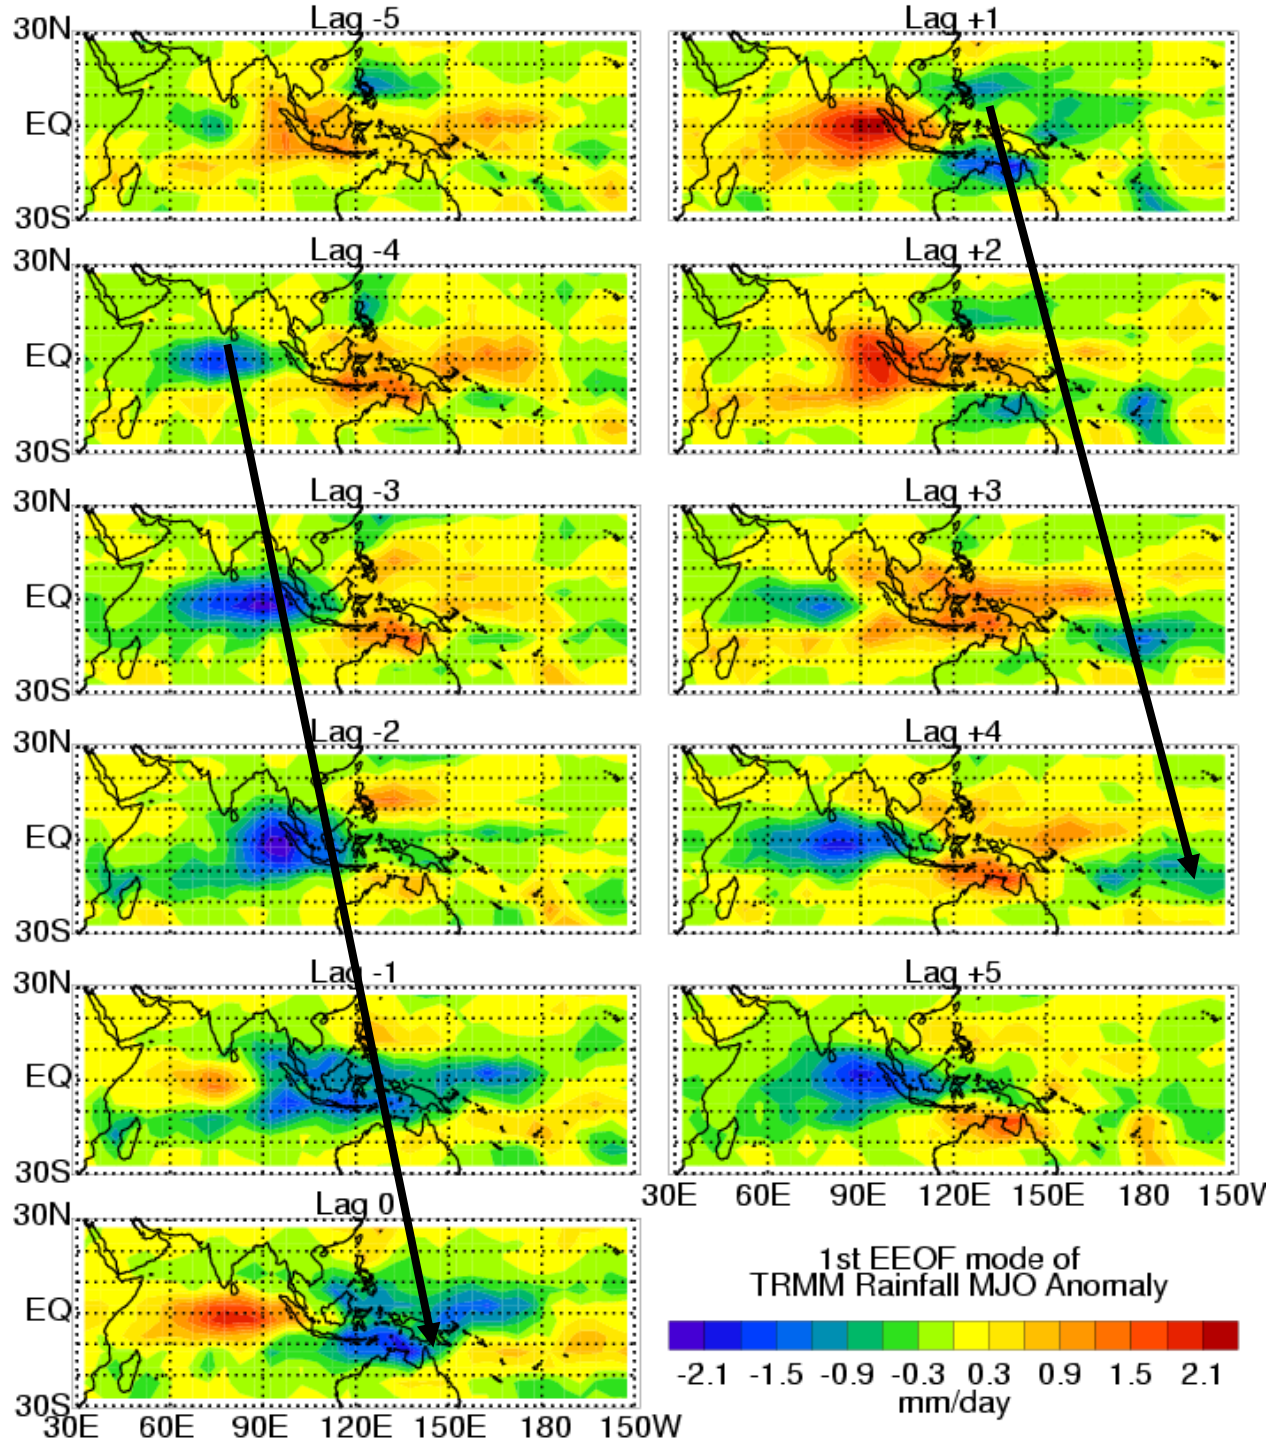 Lag -5
30N
EQ
30S
Lag -4
30N
EQ
30S
Lag -3
30N
EQ
30S
Lag -2
30N
EQ
30S
Lag -1
30N
EQ
30S
Lag 0
30N
EQ
30S
30E 60E 90E 120E 150E 180 150W
Lag +1
Lag +2
Lag +3
Lag +4
Lag +5
30E 60E 90E 120E 150E 180 150W
1st EEOF mode of
TRMM Rainfall MJO Anomaly
-2.1 -1.5 -0.9 -0.3 0.3 0.9 1.5 2.1
mm/day